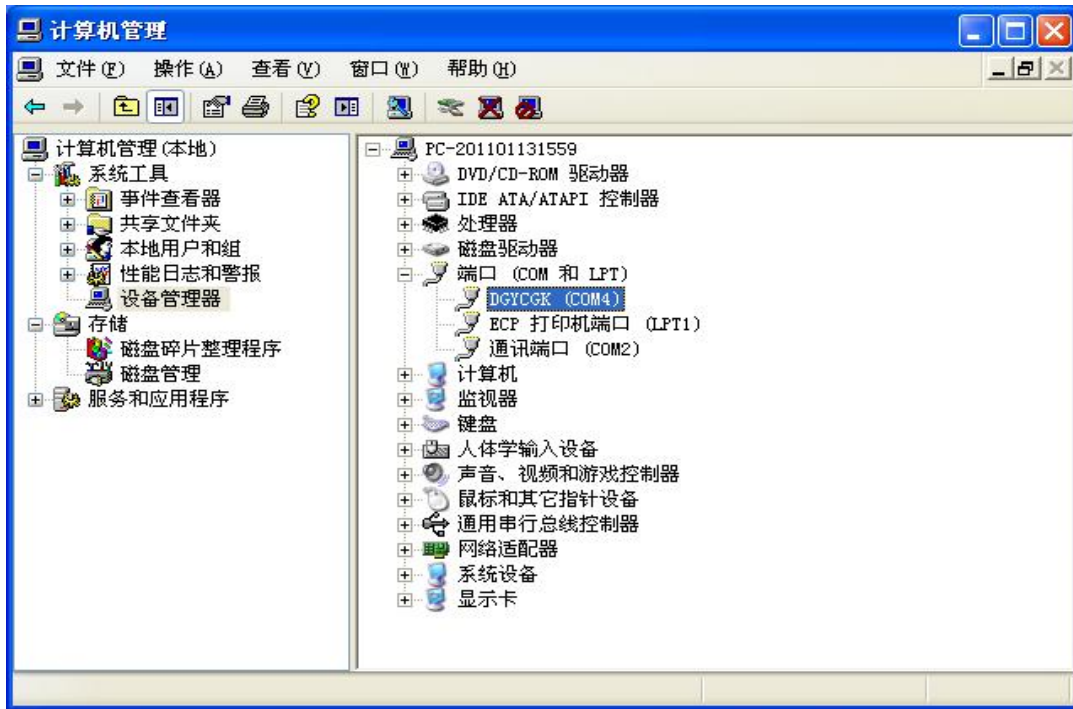 计算机管理
文件(F) 操作(A) 查看(V) 窗口(W) 帮助(H)
计算机管理(本地)
系统工具
事件查看器
共享文件夹
本地用户和组
性能日志和警报
设备管理器
存储
磁盘碎片整理程序
磁盘管理
服务和应用程序
PC-201101131559
DVD/CD-ROM 驱动器
IDE ATA/ATAPI 控制器
处理器
磁盘驱动器
端口 (COM 和 LPT)
DGYCGK (COM4)
ECP 打印机端口 (LPT1)
通讯端口 (COM2)
计算机
监视器
键盘
人体学输入设备
声音、视频和游戏控制器
鼠标和其它指针设备
通用串行总线控制器
网络适配器
系统设备
显示卡